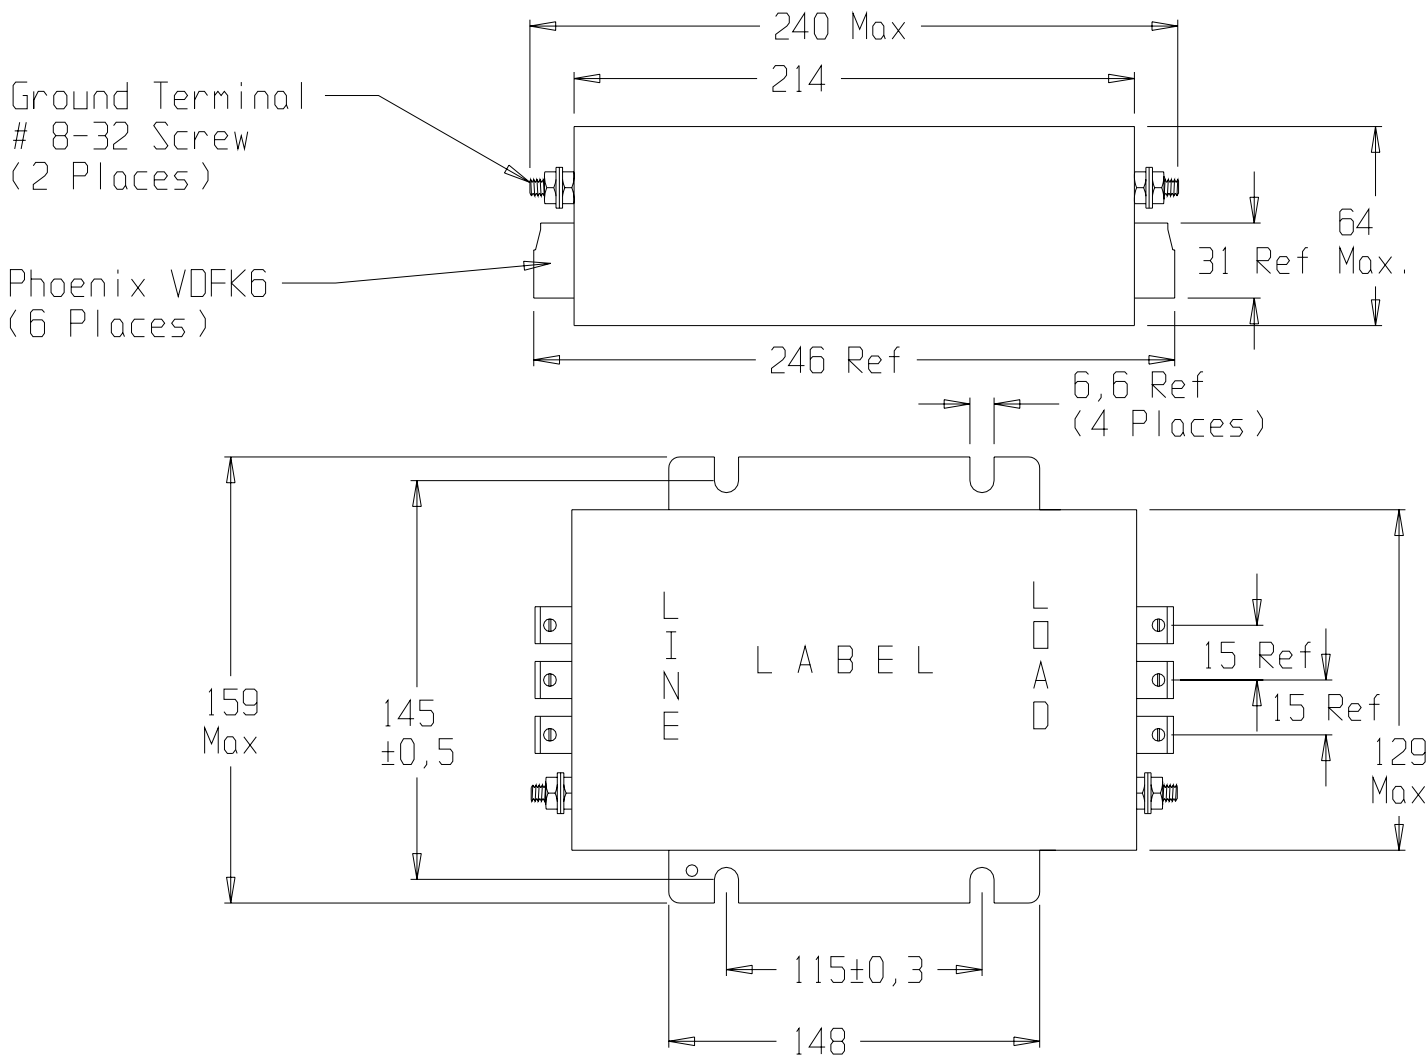 240 Max
214
Ground Terminal
# 8-32 Screw
(2 Places)
64
Max.
31 Ref
Phoenix VDFK6
(6 Places)
246 Ref
6,6 Ref
(4 Places)
LINE
LABEL
LOAD
15 Ref
15 Ref
159
Max
145
±0,5
129
Max
115±0,3
148